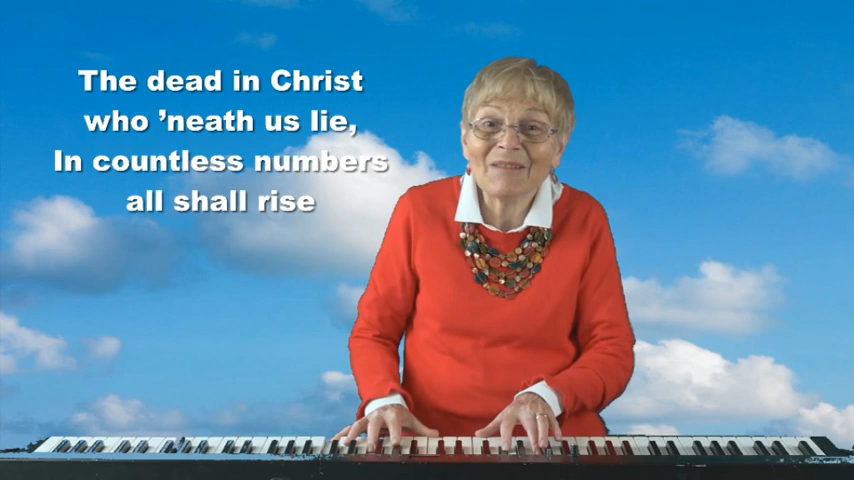 The dead in Christ
who ’neath us lie,
In countless numbers
all shall rise